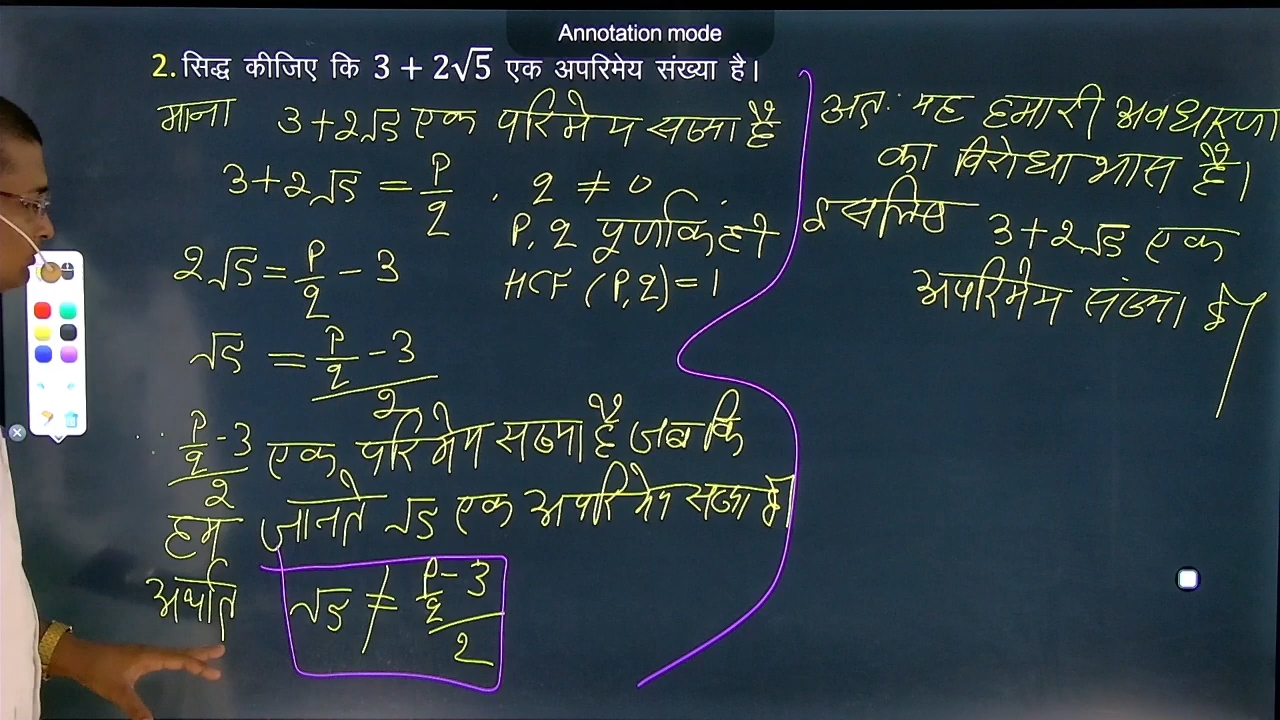 Annotation mode
2. सिद्ध कीजिए कि 3 + 2√5 एक अपरिमेय संख्या है।
माना 3+2√5 एक परिमेय संख्या है
3+2√5 = p/q , q ≠ 0
P, q पूर्णांक है।
2√5 = p/q - 3
HCF (P,q) = 1
√5 = (p/q - 3)/2
∵ (p/q - 3)/2 एक परिमेय संख्या है जब कि
हम जानते √5 एक अपरिमेय संख्या है।
अर्थात √5 ≠ (p/q - 3)/2
अतः यह हमारी अवधारणा
का विरोधाभास है।
इसलिए 3+2√5 एक
अपरिमेय संख्या है।